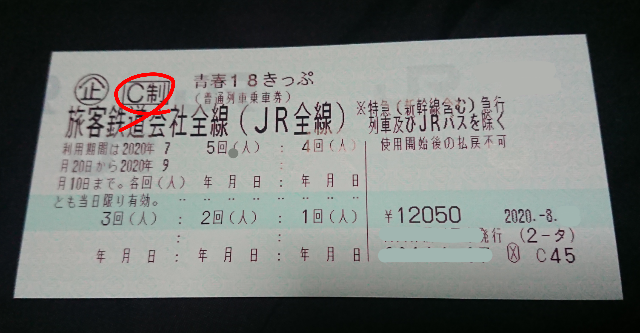 企 C制 青春18きっぷ
(普通列車乗車券)
旅客鉄道会社全線(JR全線)
※特急(新幹線含む)急行
列車及びJRバスを除く
利用期間は2020年 7
月20日から2020年 9
月10日まで。各回(人)
とも当日限り有効。
使用開始後の払戻不可
5回(人) : 4回(人) :
年 月 日 : 年 月 日
3回(人) : 2回(人) : 1回(人)
年 月 日 : 年 月 日 : 年 月 日
¥12050 2020.-8.
発行 (2-タ)
X C45